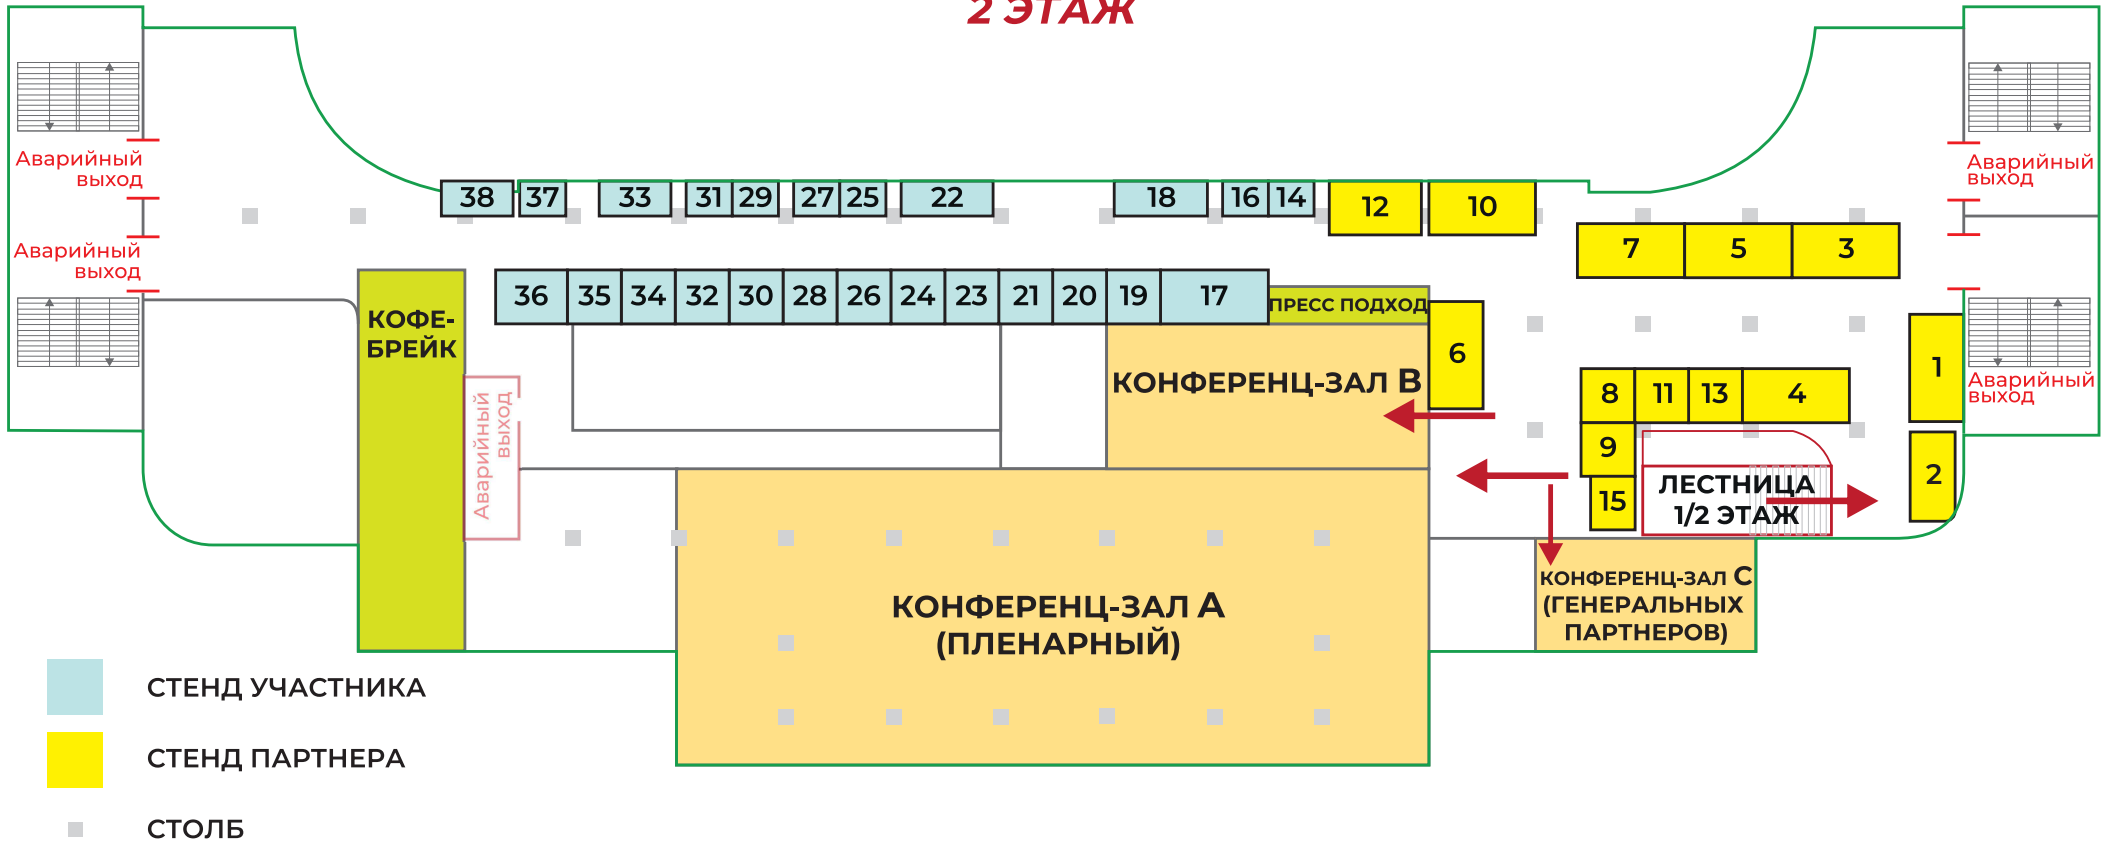 2 ЭТАЖ
Аварийный
выход
Аварийный
выход
Аварийный
выход
Аварийный
выход
38
37
33
31
29
27
25
22
18
16
14
12
10
7
5
3
36
35
34
32
30
28
26
24
23
21
20
19
17
ПРЕСС ПОДХОД
КОФЕ-
БРЕЙК
6
1
2
КОНФЕРЕНЦ-ЗАЛ В
8
11
13
4
9
15
Аварийный
выход
ЛЕСТНИЦА
1/2 ЭТАЖ
КОНФЕРЕНЦ-ЗАЛ А
(ПЛЕНАРНЫЙ)
КОНФЕРЕНЦ-ЗАЛ С
(ГЕНЕРАЛЬНЫХ
ПАРТНЕРОВ)
СТЕНД УЧАСТНИКА
СТЕНД ПАРТНЕРА
СТОЛБ